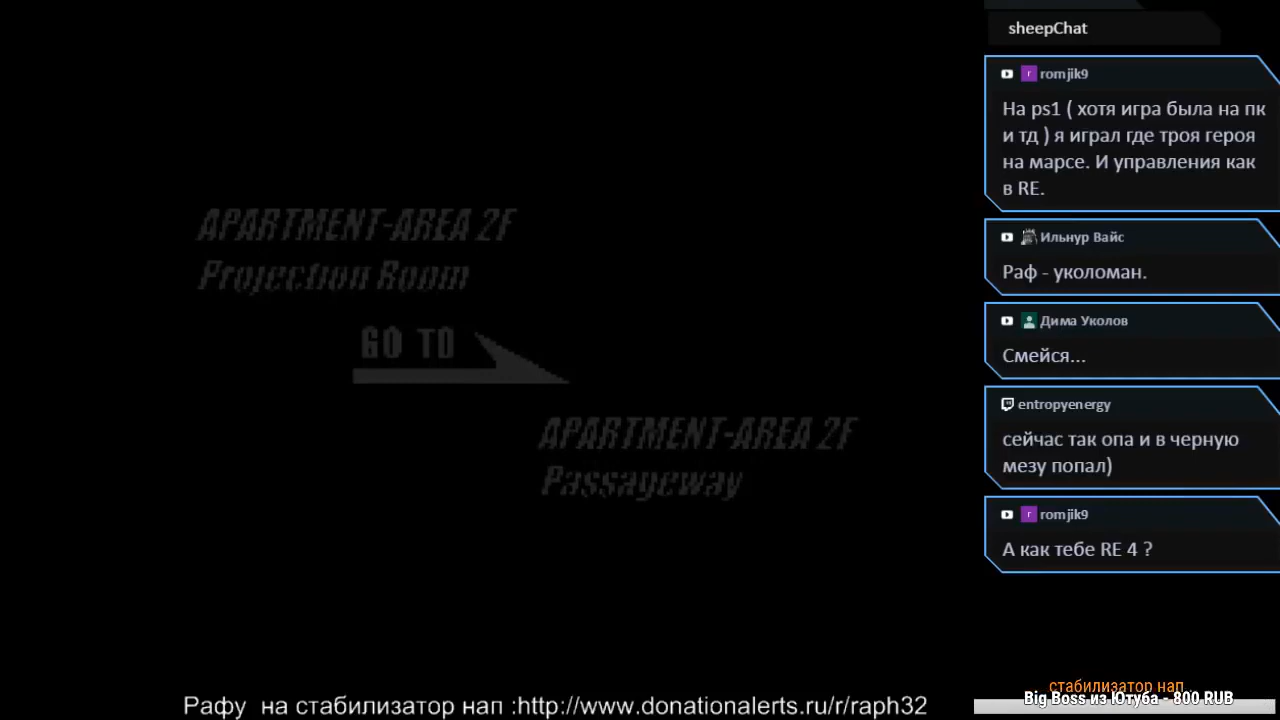 APARTMENT-AREA 2F
Projection Room
GO TO
APARTMENT-AREA 2F
Passageway
sheepChat
romjik9
На ps1 ( хотя игра была на пк
и тд ) я играл где троя героя
на марсе. И управления как
в RE.
Ильнур Вайс
Раф - уколоман.
Дима Уколов
Смейся...
entropyenergy
сейчас так опа и в черную
мезу попал)
romjik9
А как тебе RE 4 ?
Рафу на стабилизатор нап :http://www.donationalerts.ru/r/raph32
стабилизатор нап..
Big Boss из Ютуба - 800 RUB